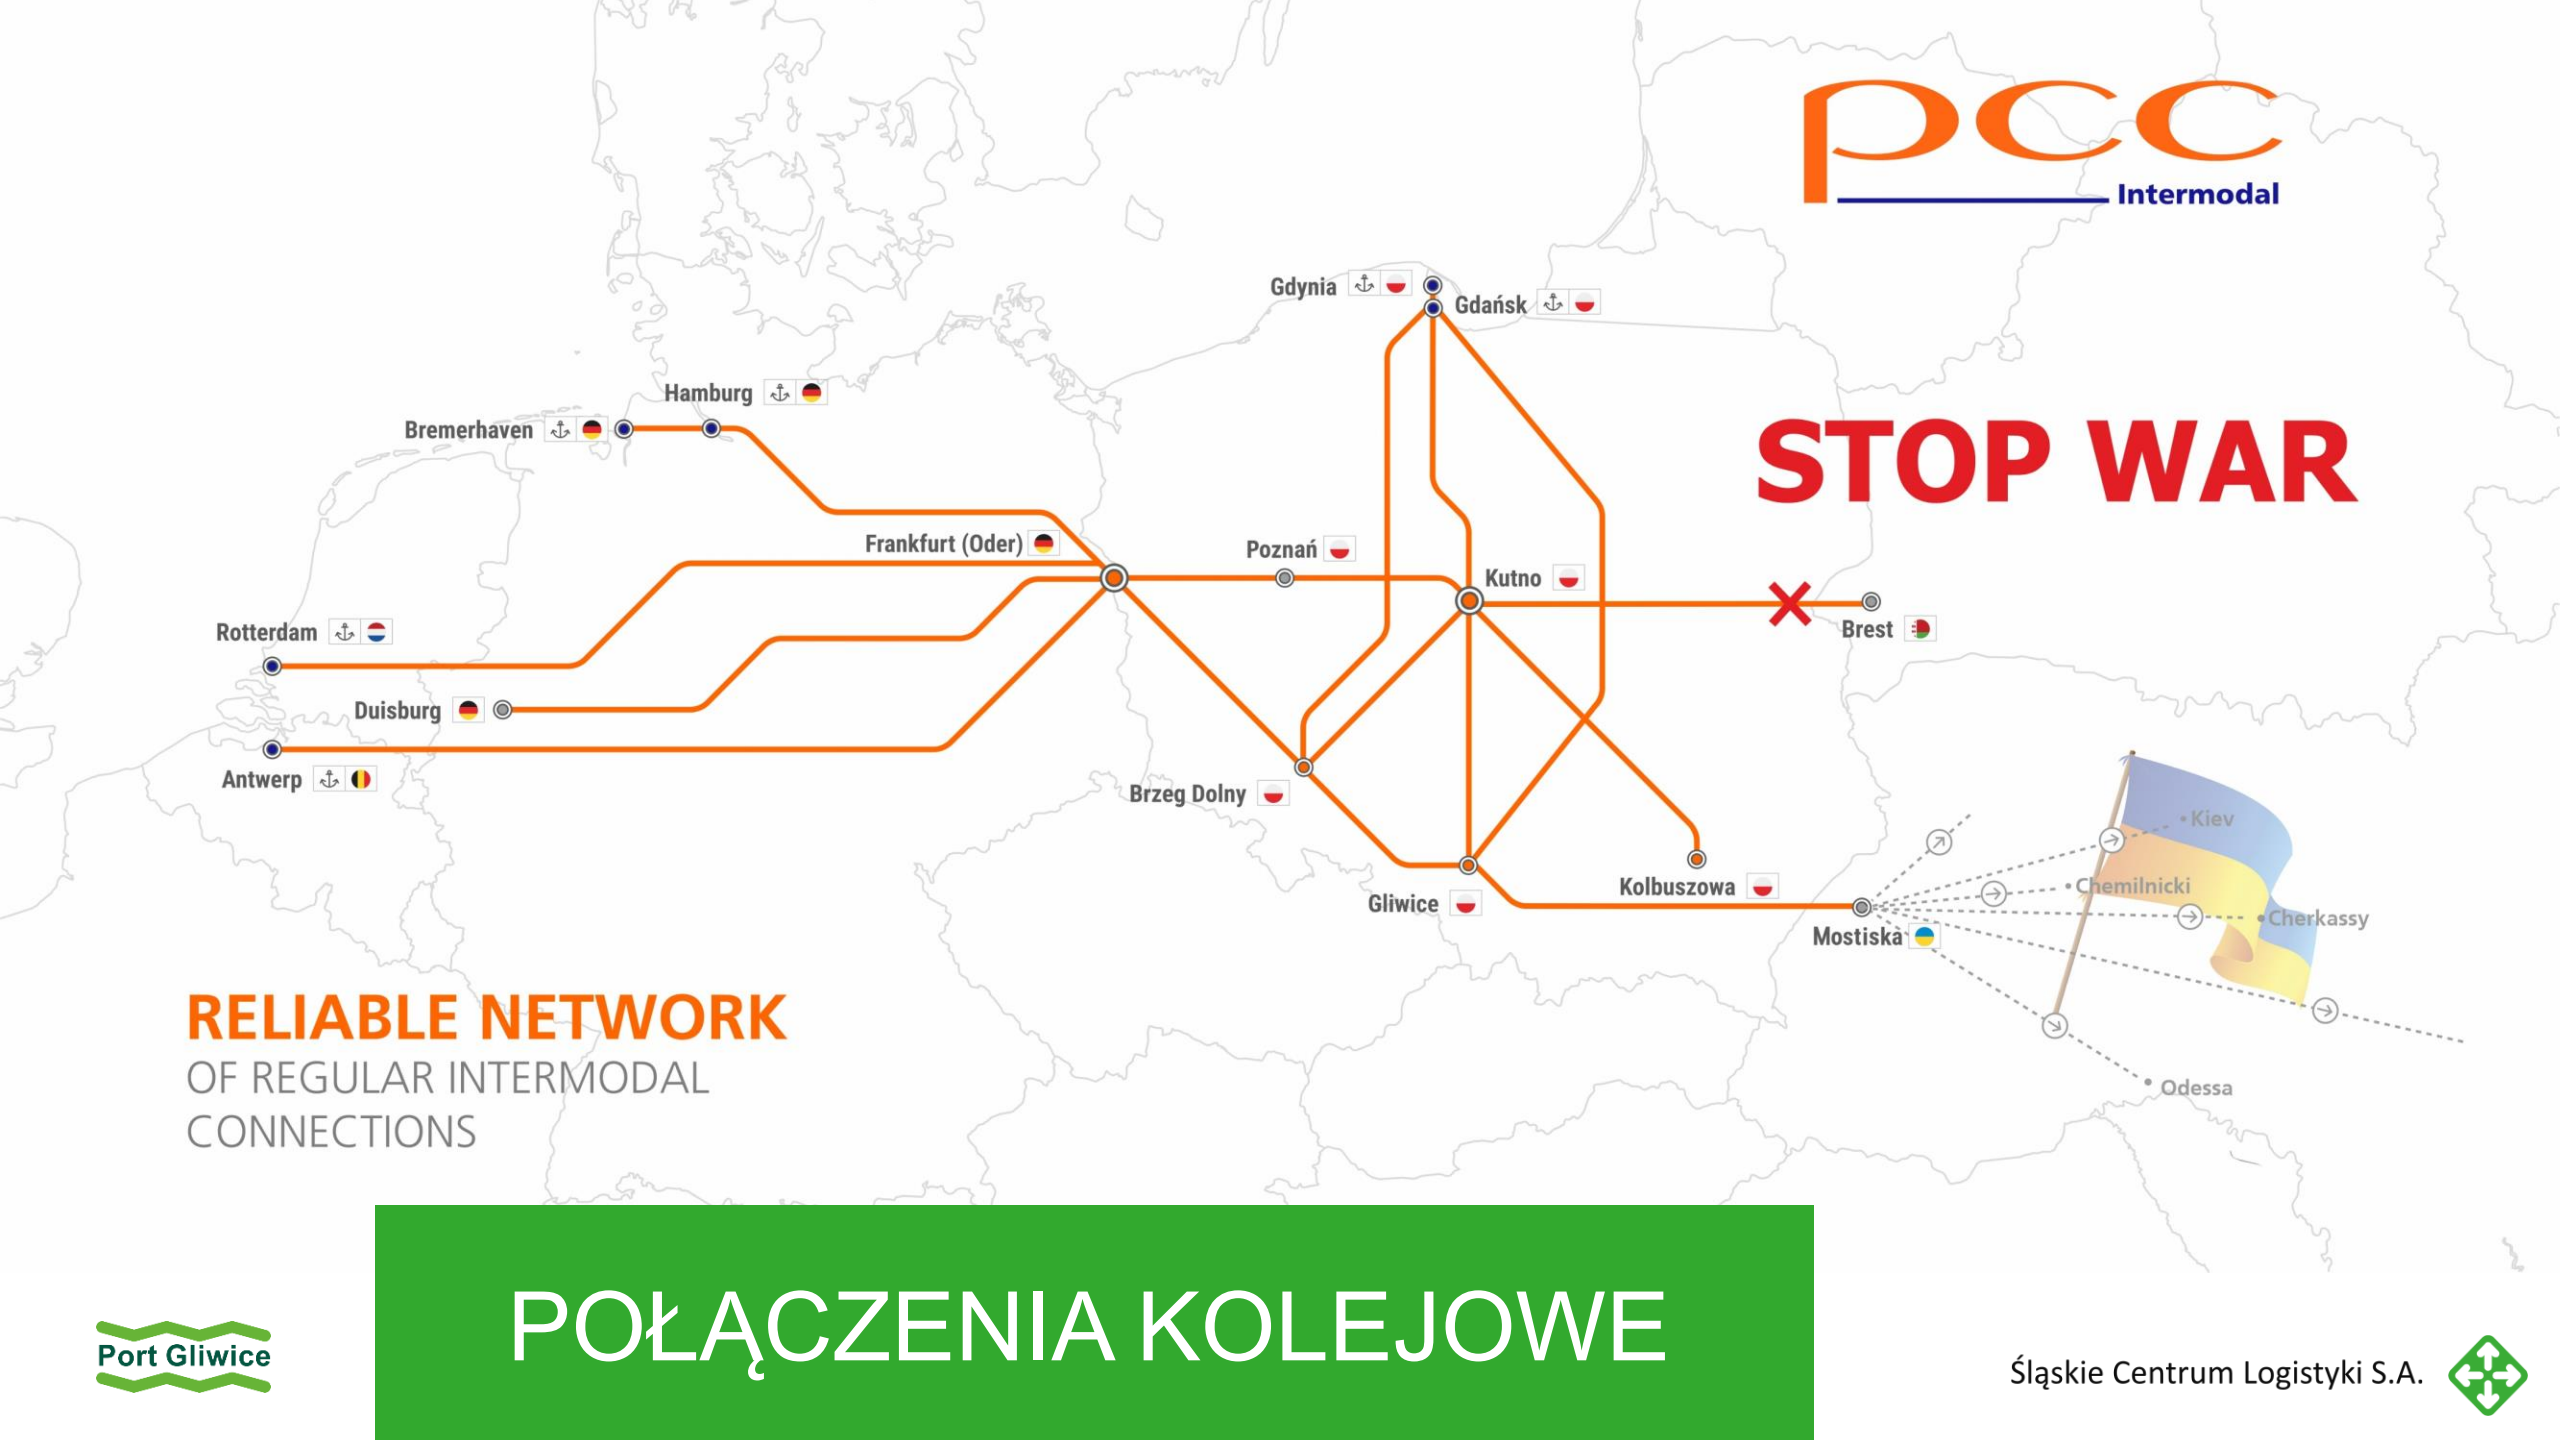 pcc
Intermodal
Gdynia
Gdańsk
Hamburg
Bremerhaven
STOP WAR
Frankfurt (Oder)
Poznań
Kutno
Rotterdam
Brest
Duisburg
Antwerp
Brzeg Dolny
Kiev
Chemilnicki
Kolbuszowa
Gliwice
Cherkassy
Mostiska
RELIABLE NETWORK
OF REGULAR INTERMODAL
CONNECTIONS
Odessa
POŁĄCZENIA KOLEJOWE
Port Gliwice
Śląskie Centrum Logistyki S.A.